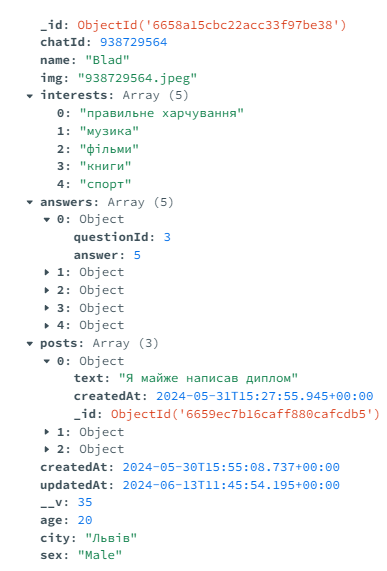 _id: ObjectId('6658a15cbc22acc33f97be38')
chatId: 938729564
name: "Blad"
img: "938729564.jpeg"
interests: Array (5)
0: "правильне харчування"
1: "музика"
2: "фільми"
3: "книги"
4: "спорт"
answers: Array (5)
0: Object
questionId: 3
answer: 5
1: Object
2: Object
3: Object
4: Object
posts: Array (3)
0: Object
text: "Я майже написав диплом"
createdAt: 2024-05-31T15:27:55.945+00:00
_id: ObjectId('6659ec7b16caff880cafcdb5')
1: Object
2: Object
createdAt: 2024-05-30T15:55:08.737+00:00
updatedAt: 2024-06-13T11:45:54.195+00:00
__v: 35
age: 20
city: "Львів"
sex: "Male"